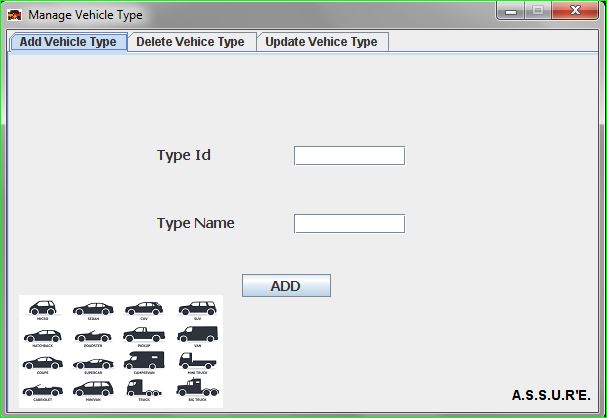 Manage Vehicle Type
Add Vehicle Type Delete Vehice Type Update Vehice Type
Type Id
Type Name
ADD
MICRO SEDAN CUV SUV
HATCHBACK ROADSTER PICKUP VAN
COUPE SUPERCAR CAMPERVAN MINI TRUCK
CABRIOLET MINIVAN TRUCK BIG TRUCK
A.S.S.U.R'E.